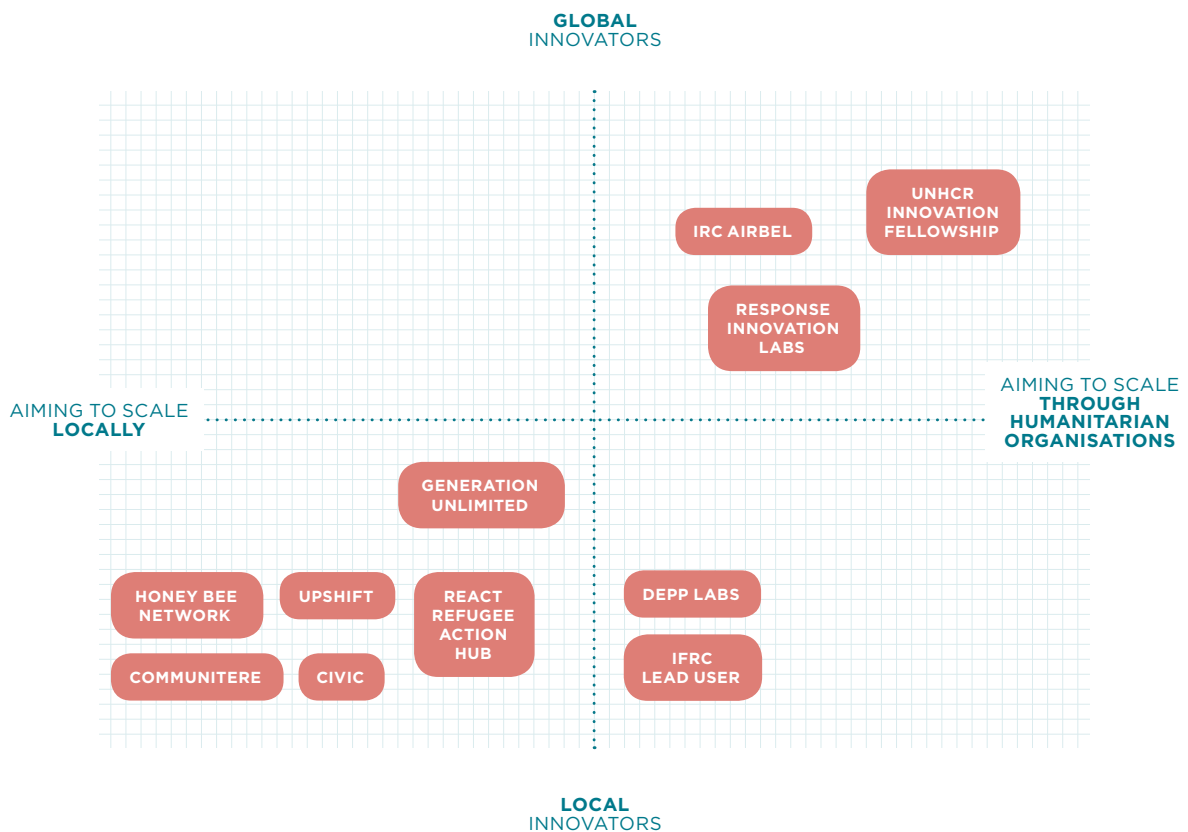 GLOBAL
INNOVATORS
UNHCR
INNOVATION
FELLOWSHIP
IRC AIRBEL
RESPONSE
INNOVATION
LABS
AIMING TO SCALE
LOCALLY
AIMING TO SCALE
THROUGH
HUMANITARIAN
ORGANISATIONS
GENERATION
UNLIMITED
HONEY BEE
NETWORK
UPSHIFT
REACT
REFUGEE
ACTION
HUB
DEPP LABS
COMMUNITERE
CIVIC
IFRC
LEAD USER
LOCAL
INNOVATORS